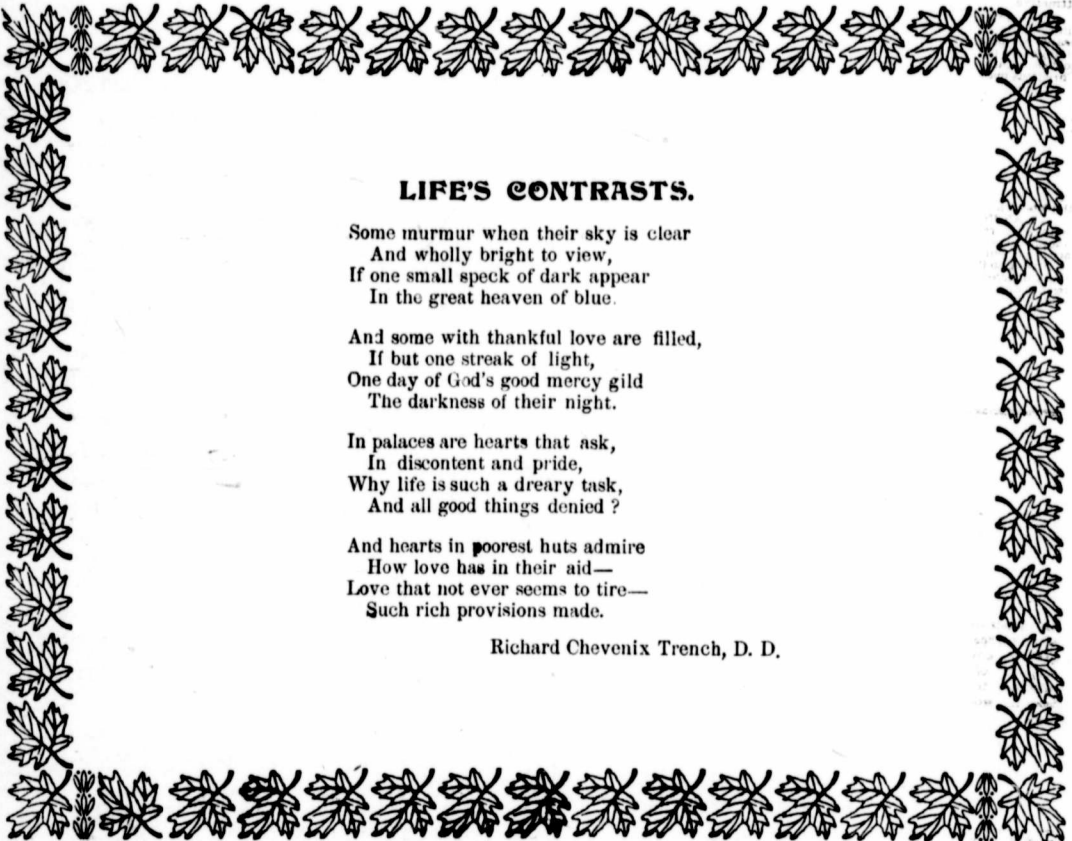 LIFE'S CONTRASTS.
Some murmur when their sky is clear
And wholly bright to view,
If one small speck of dark appear
In the great heaven of blue.
And some with thankful love are filled,
If but one streak of light,
One day of God's good mercy gild
The darkness of their night.
In palaces are hearts that ask,
In discontent and pride,
Why life is such a dreary task,
And all good things denied ?
And hearts in poorest huts admire
How love has in their aid—
Love that not ever seems to tire—
Such rich provisions made.
Richard Chevenix Trench, D. D.